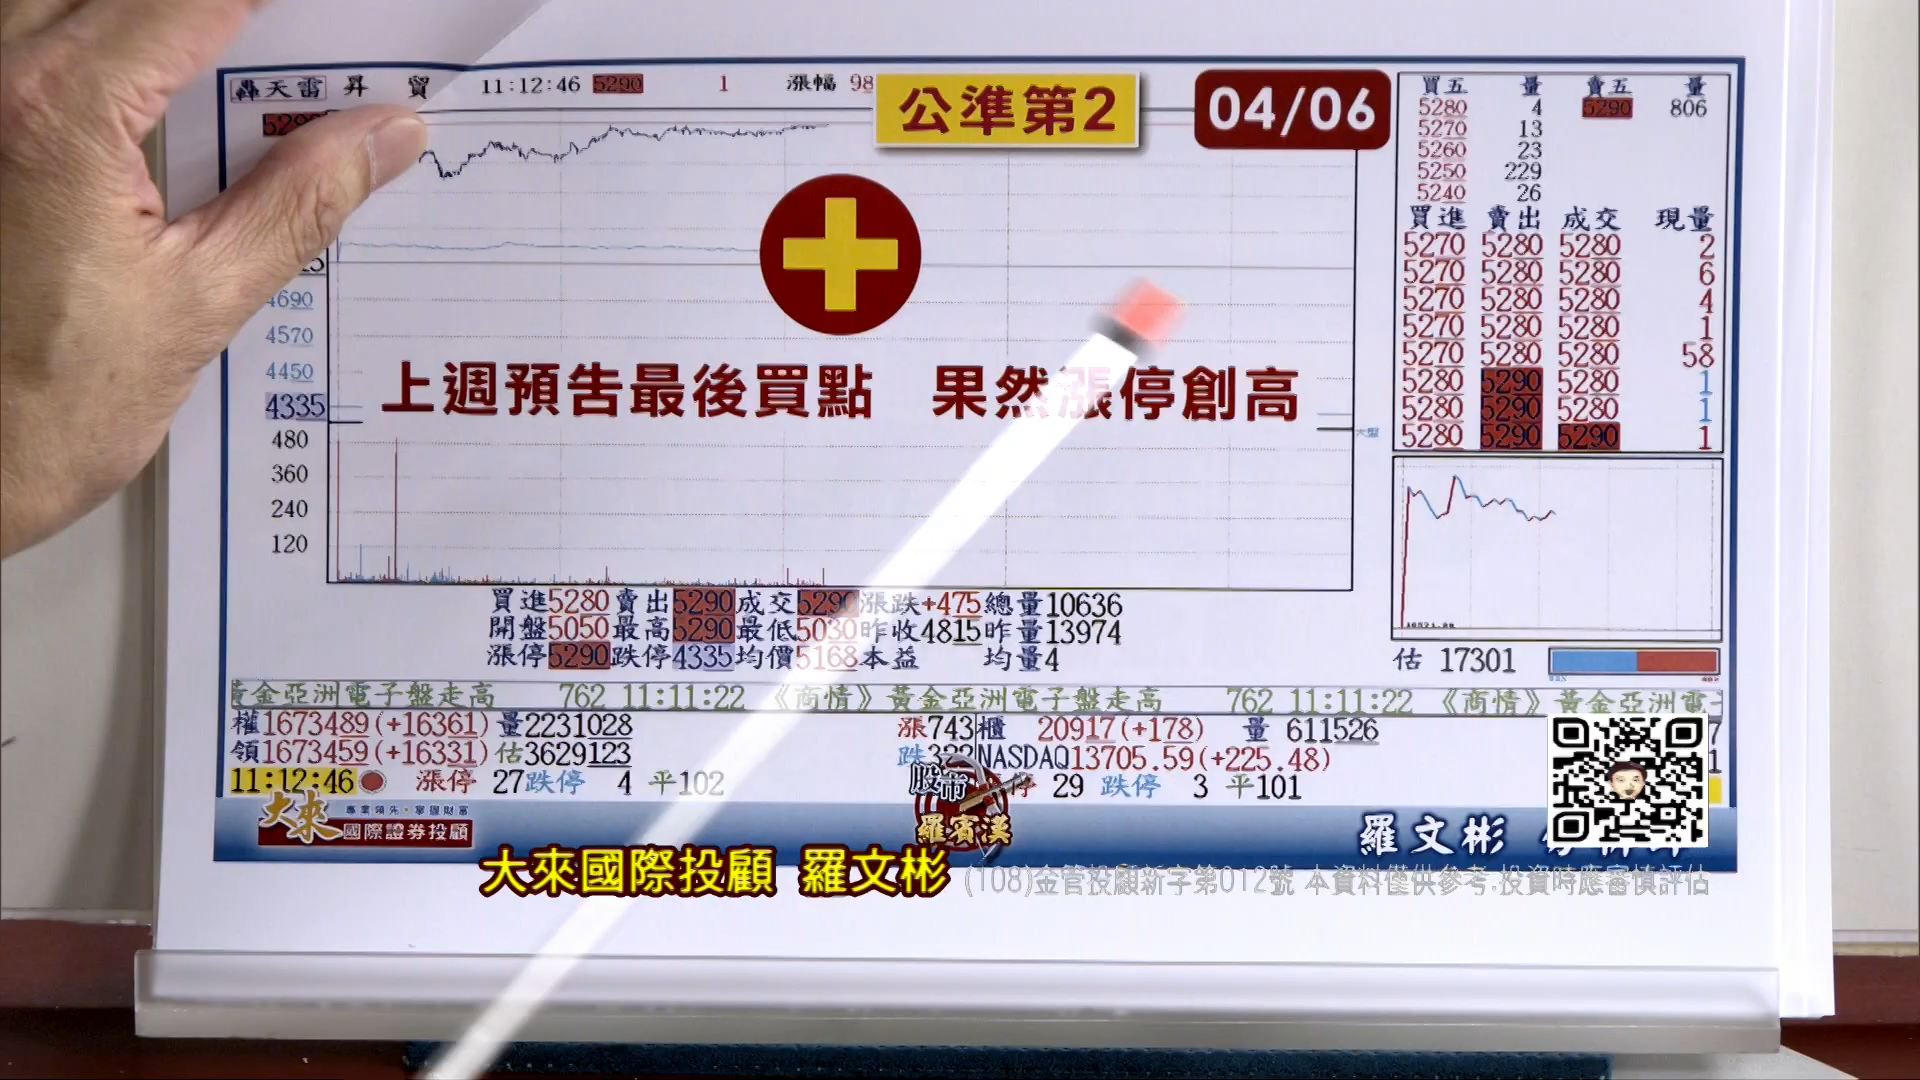 轟天雷 昇 貿 11:12:46 5290 1 漲幅 98
公準第2
04/06
買五 量 賣五 量
5280 4 5290 806
5270 13
5260 23
5250 229
5240 26
買進 賣出 成交 現量
5270 5280 5280 2
5270 5280 5280 6
5270 5280 5280 4
5270 5280 5280 1
5270 5280 5280 58
5280 5290 5280 1
5280 5290 5280 1
5280 5290 5290 1
4690
4570
4450
4335
480
360
240
120
上週預告最後買點 果然漲停創高
大盤
買進5280 賣出5290 成交5290 漲跌+475 總量10636
開盤5050 最高5290 最低5030 昨收4815 昨量13974
漲停5290 跌停4335 均價5168 本益 均量4
估 17301
黃金亞洲電子盤走高 762 11:11:22 《商情》黃金亞洲電子盤走高 762 11:11:22 《商情》黃金亞洲電
權1673489(+16361) 量2231028 漲743 櫃 20917(+178) 量 611526
領1673459(+16331) 估3629123 跌 NASDAQ13705.59(+225.48)
11:12:46 漲停 27 跌停 4 平102 停 29 跌停 3 平101
大來 專業領先·掌握財富
國際證券投顧
股市
羅賓漢
羅文彬
大來國際投顧 羅文彬
(108)金管投顧新字第012號 本資料僅供參考.投資時應審慎評估